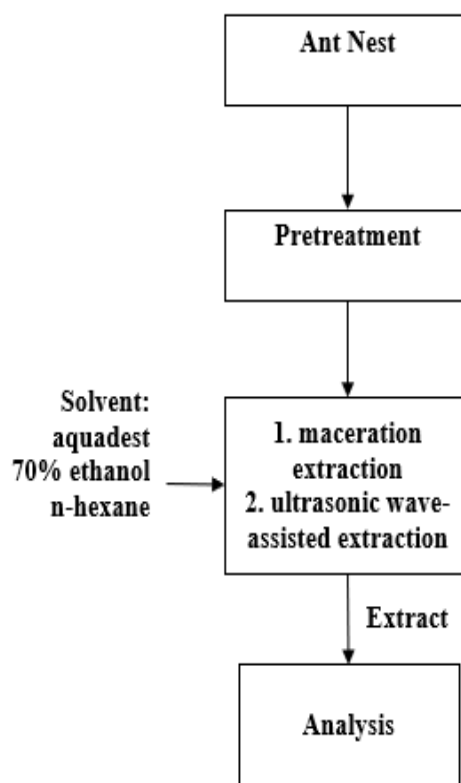 Ant Nest
Pretreatment
Solvent:
aquadest
70% ethanol
n-hexane
1. maceration
extraction
2. ultrasonic wave-
assisted extraction
Extract
Analysis